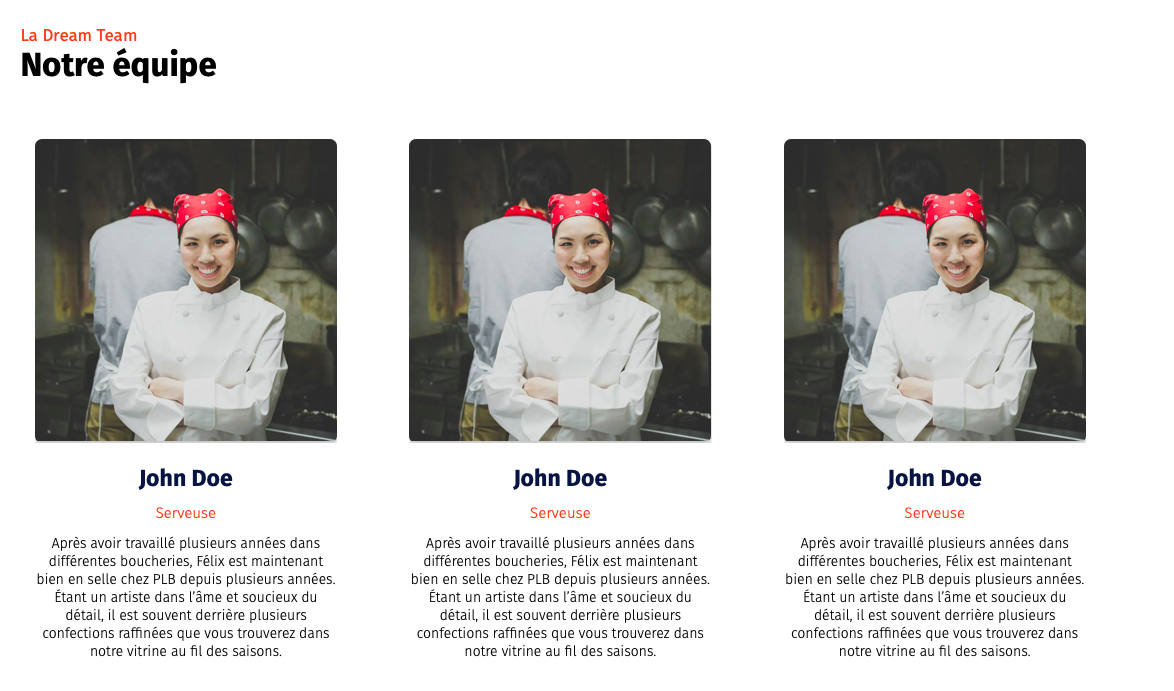 La Dream Team
Notre équipe
John Doe
Serveuse
Après avoir travaillé plusieurs années dans
différentes boucheries, Félix est maintenant
bien en selle chez PLB depuis plusieurs années.
Étant un artiste dans l’âme et soucieux du
détail, il est souvent derrière plusieurs
confections raffinées que vous trouverez dans
notre vitrine au fil des saisons.
John Doe
Serveuse
Après avoir travaillé plusieurs années dans
différentes boucheries, Félix est maintenant
bien en selle chez PLB depuis plusieurs années.
Étant un artiste dans l’âme et soucieux du
détail, il est souvent derrière plusieurs
confections raffinées que vous trouverez dans
notre vitrine au fil des saisons.
John Doe
Serveuse
Après avoir travaillé plusieurs années dans
différentes boucheries, Félix est maintenant
bien en selle chez PLB depuis plusieurs années.
Étant un artiste dans l’âme et soucieux du
détail, il est souvent derrière plusieurs
confections raffinées que vous trouverez dans
notre vitrine au fil des saisons.